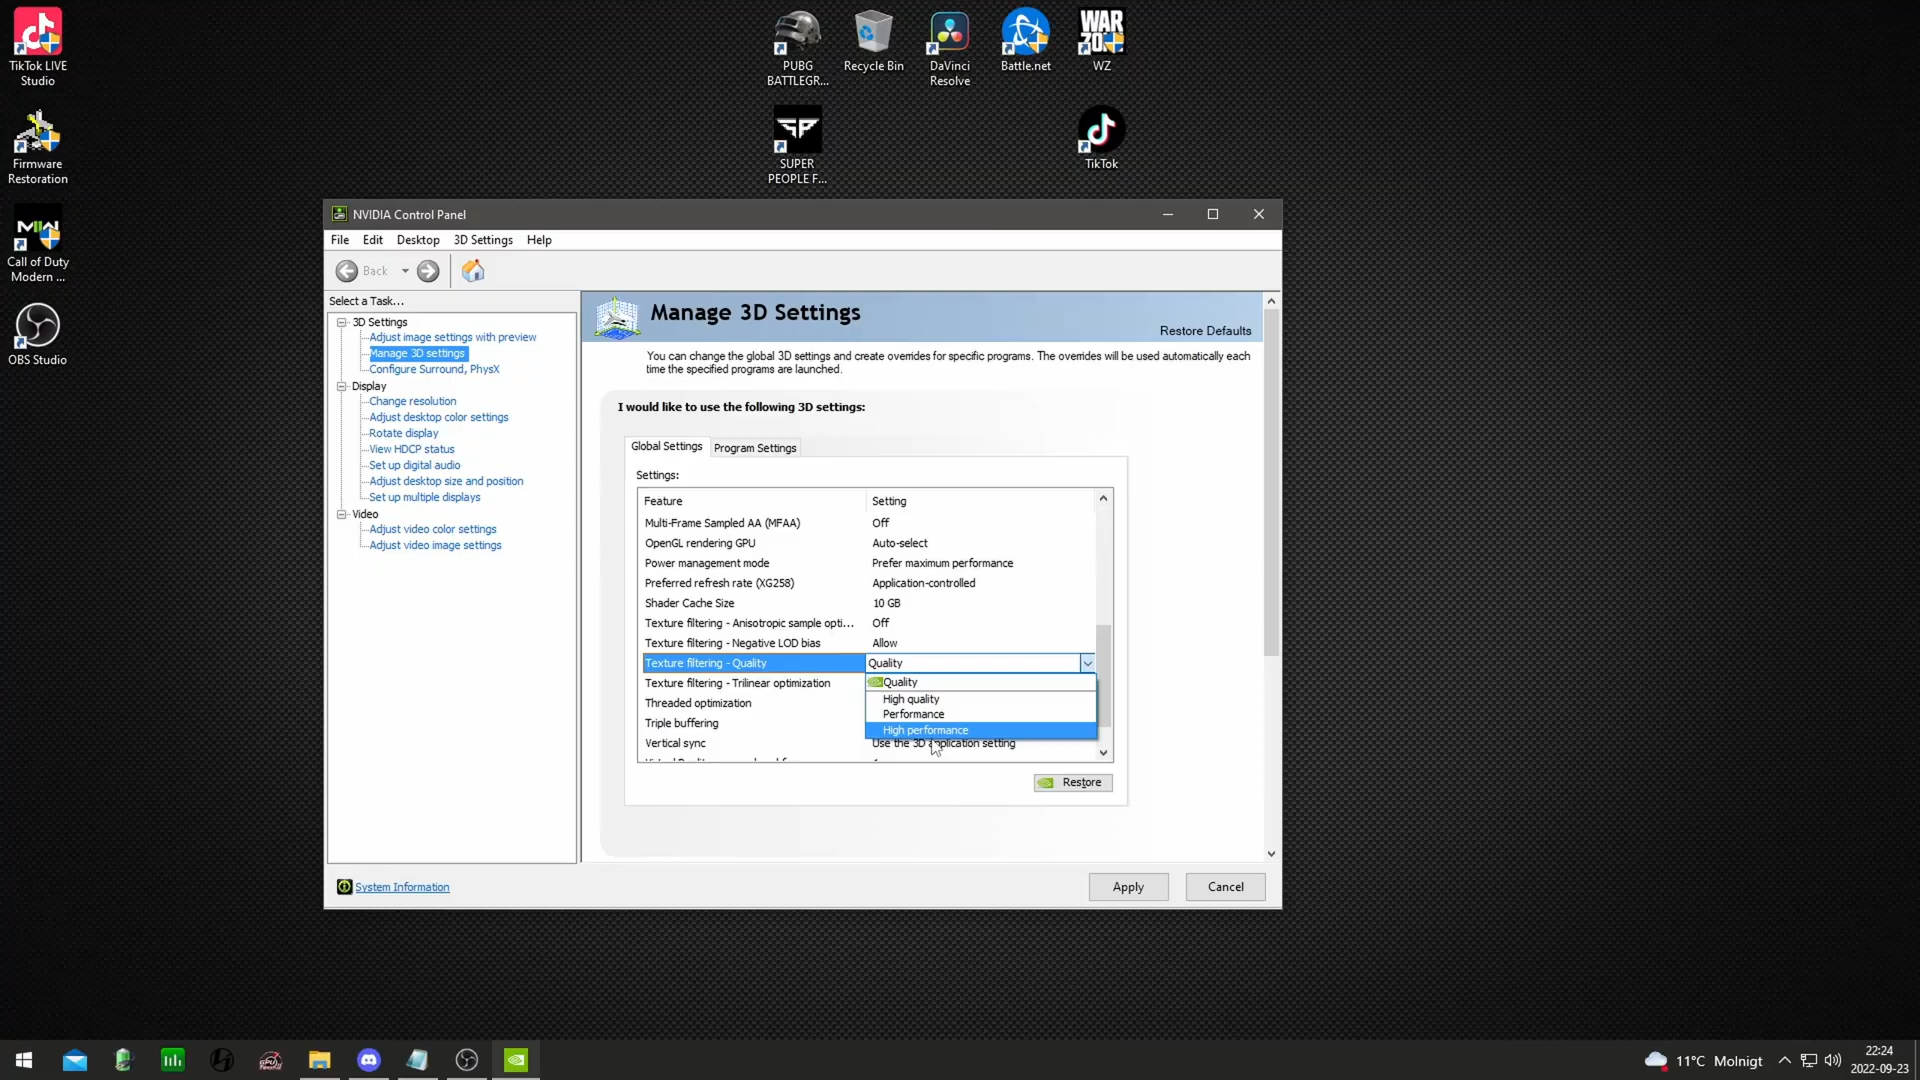 TikTok LIVE
Studio
Firmware
Restoration
Call of Duty
Modern ...
OBS Studio
PUBG
BATTLEGR...
Recycle Bin
DaVinci
Resolve
Battle.net
WAR
WZ
SUPER
PEOPLE F...
TikTok
NVIDIA Control Panel
File Edit Desktop 3D Settings Help
Back
Select a Task...
3D Settings
Adjust image settings with preview
Manage 3D settings
Configure Surround, PhysX
Display
Change resolution
Adjust desktop color settings
Rotate display
View HDCP status
Set up digital audio
Adjust desktop size and position
Set up multiple displays
Video
Adjust video color settings
Adjust video image settings
System Information
Manage 3D Settings
Restore Defaults
You can change the global 3D settings and create overrides for specific programs. The overrides will be used automatically each
time the specified programs are launched.
I would like to use the following 3D settings:
Global Settings Program Settings
Settings:
Feature Setting
Multi-Frame Sampled AA (MFAA) Off
OpenGL rendering GPU Auto-select
Power management mode Prefer maximum performance
Preferred refresh rate (XG258) Application-controlled
Shader Cache Size 10 GB
Texture filtering - Anisotropic sample opti... Off
Texture filtering - Negative LOD bias Allow
Texture filtering - Quality Quality
Quality
Texture filtering - Trilinear optimization
High quality
Threaded optimization
Performance
Triple buffering
High performance
Vertical sync Use the 3D application setting
Restore
Apply Cancel
11°C Molnigt
22:24
2022-09-23